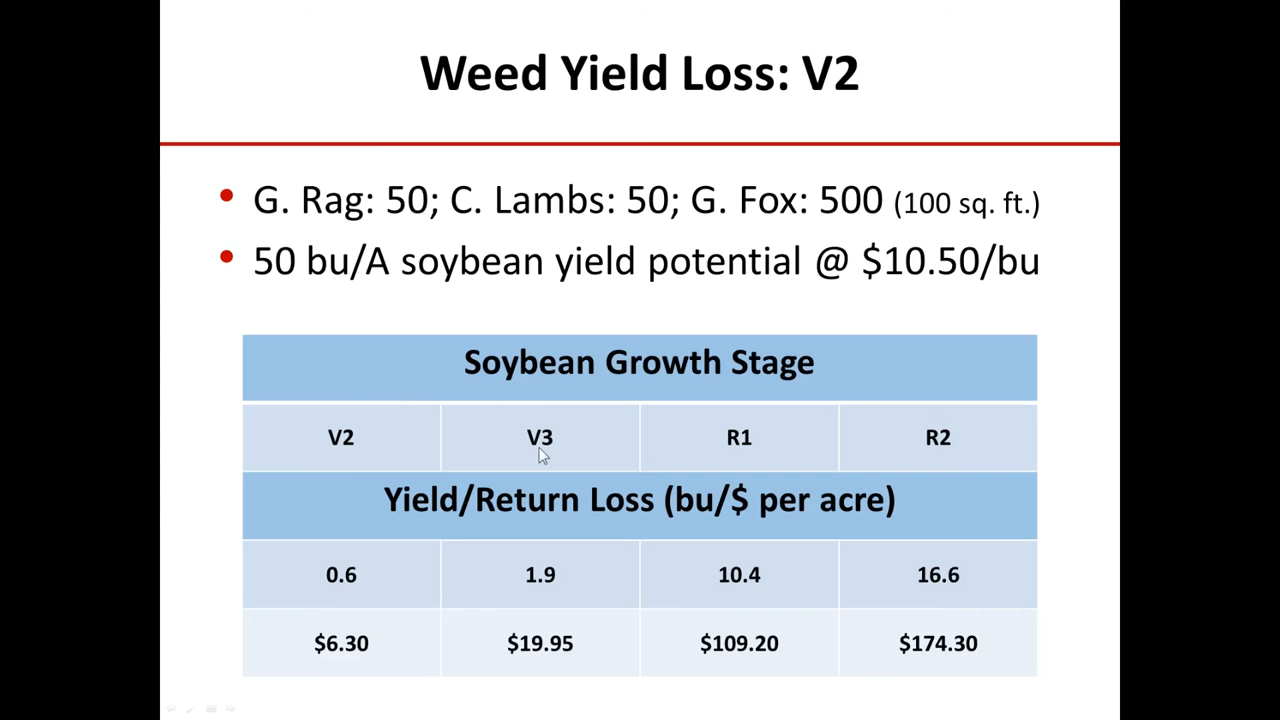 Weed Yield Loss: V2
• G. Rag: 50; C. Lambs: 50; G. Fox: 500 (100 sq. ft.)
• 50 bu/A soybean yield potential @ $10.50/bu
Soybean Growth Stage
V2 V3 R1 R2
Yield/Return Loss (bu/$ per acre)
0.6 1.9 10.4 16.6
$6.30 $19.95 $109.20 $174.30